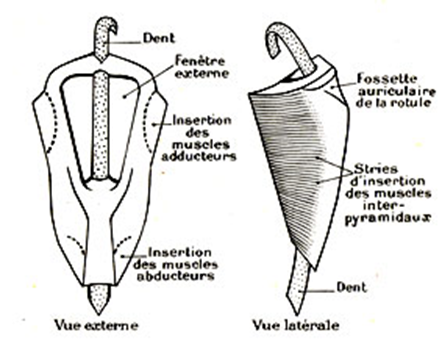 Dent
Fenêtre
externe
Insertion
des
muscles
adducteurs
Insertion
des muscles
abducteurs
Vue externe
Fossette
auriculaire
de la rotule
Stries
d'insertion
des muscles
inter-
pyramidaux
Dent
Vue latérale